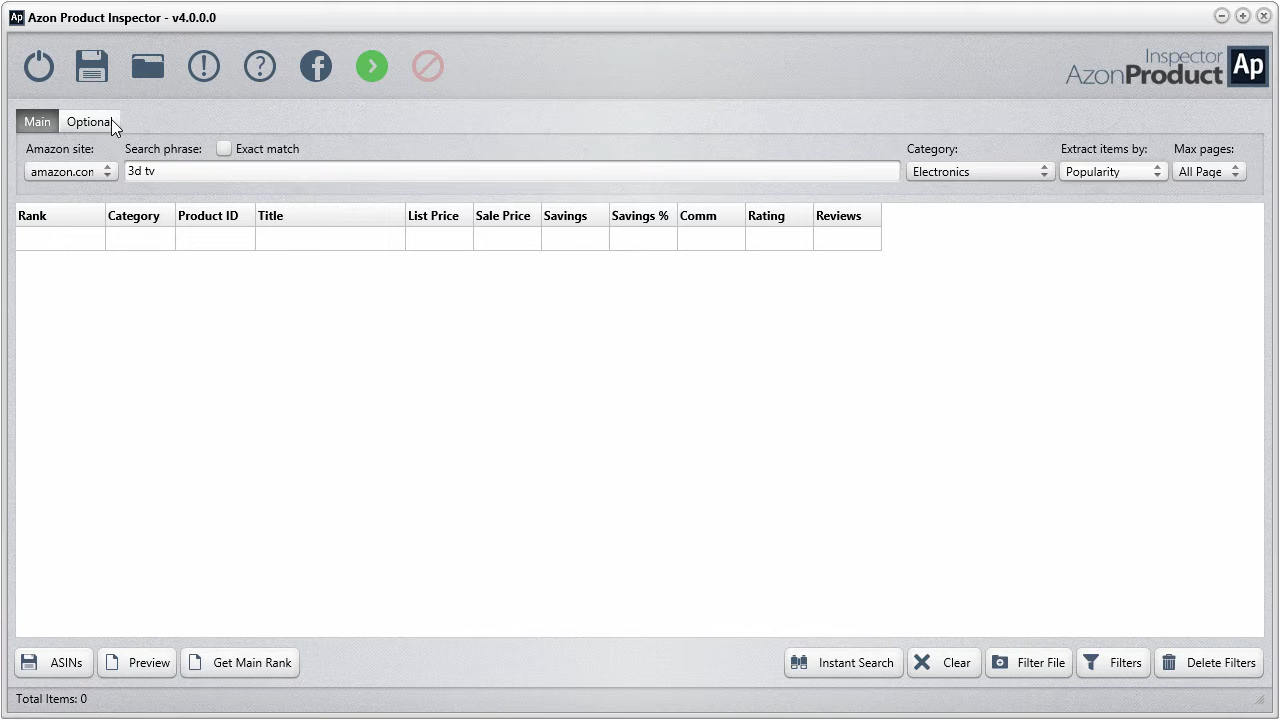 Ap Azon Product Inspector - v4.0.0.0
Inspector
AzonProduct Ap
Main Optiona
Amazon site: Search phrase: Exact match Category: Extract items by: Max pages:
amazon.con 3d tv Electronics Popularity All Page
Rank Category Product ID Title List Price Sale Price Savings Savings % Comm Rating Reviews
ASINs Preview Get Main Rank Instant Search Clear Filter File Filters Delete Filters
Total Items: 0